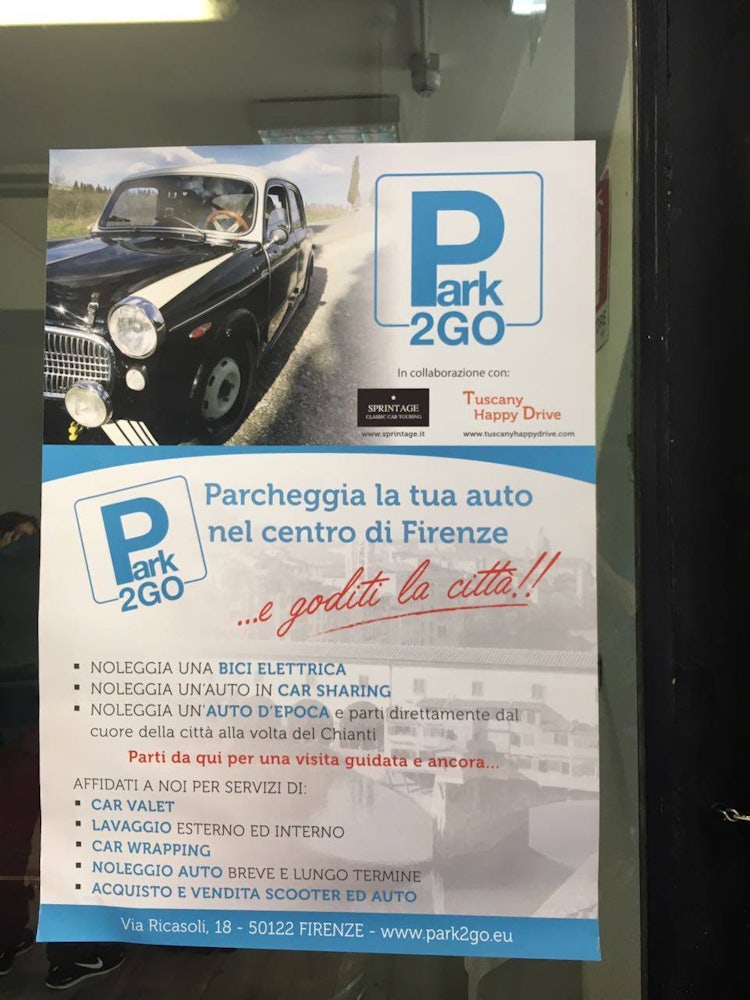 Park
2GO
In collaborazione con:
SPRINTAGE
CLASSIC CAR TOURING
www.sprintage.it
Tuscany
Happy Drive
www.tuscanyhappydrive.com
Park
2GO
Parcheggia la tua auto
nel centro di Firenze
...e goditi la città!!
▪ NOLEGGIA UNA BICI ELETTRICA
▪ NOLEGGIA UN'AUTO IN CAR SHARING
▪ NOLEGGIA UN'AUTO D'EPOCA e parti direttamente dal
cuore della città alla volta del Chianti
Parti da qui per una visita guidata e ancora...
AFFIDATI A NOI PER SERVIZI DI:
▪ CAR VALET
▪ LAVAGGIO ESTERNO ED INTERNO
▪ CAR WRAPPING
▪ NOLEGGIO AUTO BREVE E LUNGO TERMINE
▪ ACQUISTO E VENDITA SCOOTER ED AUTO
Via Ricasoli, 18 - 50122 FIRENZE - www.park2go.eu